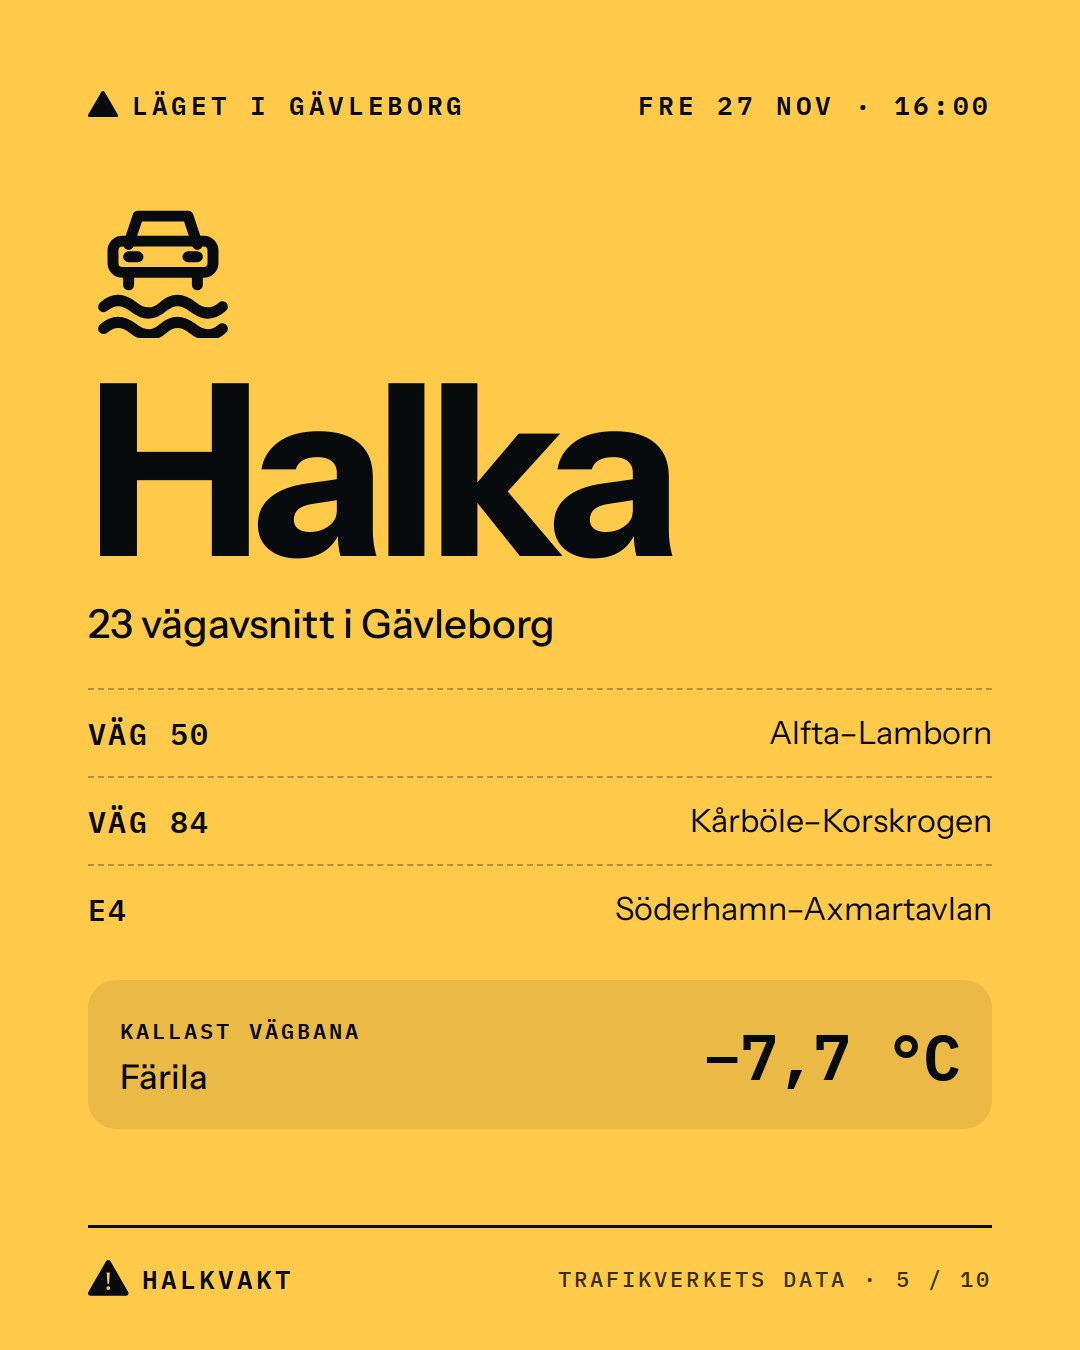 LÄGET I GÄVLEBORG
FRE 27 NOV · 16:00
Halka
23 vägavsnitt i Gävleborg
VÄG 50 Alfta–Lamborn
VÄG 84 Kårböle–Korskrogen
E4 Söderhamn–Axmartavlan
KALLAST VÄGBANA
Färila
−7,7 °C
HALKVAKT
TRAFIKVERKETS DATA · 5 / 10